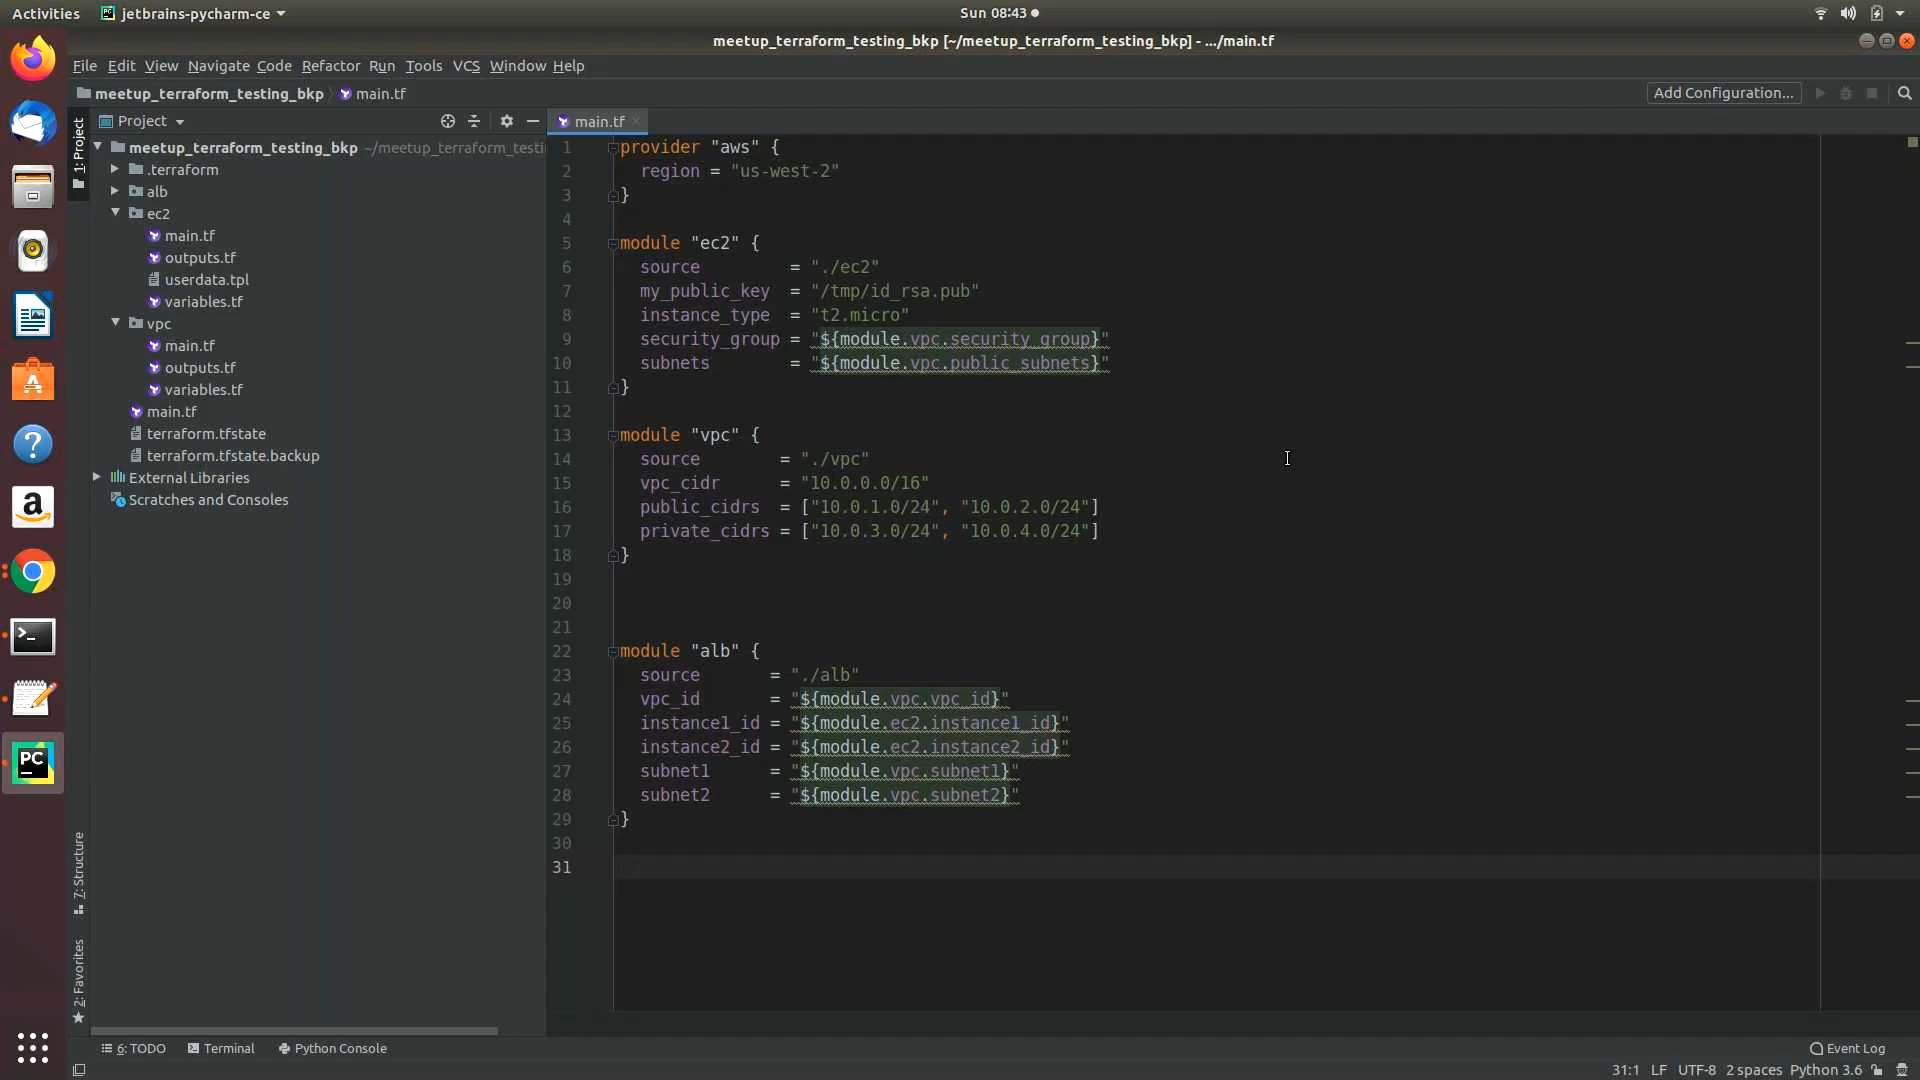 Activities jetbrains-pycharm-ce Sun 08:43
meetup_terraform_testing_bkp [~/meetup_terraform_testing_bkp] - .../main.tf
File Edit View Navigate Code Refactor Run Tools VCS Window Help
meetup_terraform_testing_bkp main.tf Add Configuration...
1: Project
Project
meetup_terraform_testing_bkp ~/meetup_terraform_testi
.terraform
alb
ec2
main.tf
outputs.tf
userdata.tpl
variables.tf
vpc
main.tf
outputs.tf
variables.tf
main.tf
terraform.tfstate
terraform.tfstate.backup
External Libraries
Scratches and Consoles
main.tf
1 provider "aws" {
2 region = "us-west-2"
3 }
4
5 module "ec2" {
6 source = "./ec2"
7 my_public_key = "/tmp/id_rsa.pub"
8 instance_type = "t2.micro"
9 security_group = "${module.vpc.security_group}"
10 subnets = "${module.vpc.public_subnets}"
11 }
12
13 module "vpc" {
14 source = "./vpc"
15 vpc_cidr = "10.0.0.0/16"
16 public_cidrs = ["10.0.1.0/24", "10.0.2.0/24"]
17 private_cidrs = ["10.0.3.0/24", "10.0.4.0/24"]
18 }
19
20
21
22 module "alb" {
23 source = "./alb"
24 vpc_id = "${module.vpc.vpc_id}"
25 instance1_id = "${module.ec2.instance1_id}"
26 instance2_id = "${module.ec2.instance2_id}"
27 subnet1 = "${module.vpc.subnet1}"
28 subnet2 = "${module.vpc.subnet2}"
29 }
30
31
7: Structure
2: Favorites
6: TODO Terminal Python Console Event Log
31:1 LF UTF-8 2 spaces Python 3.6
PC
a